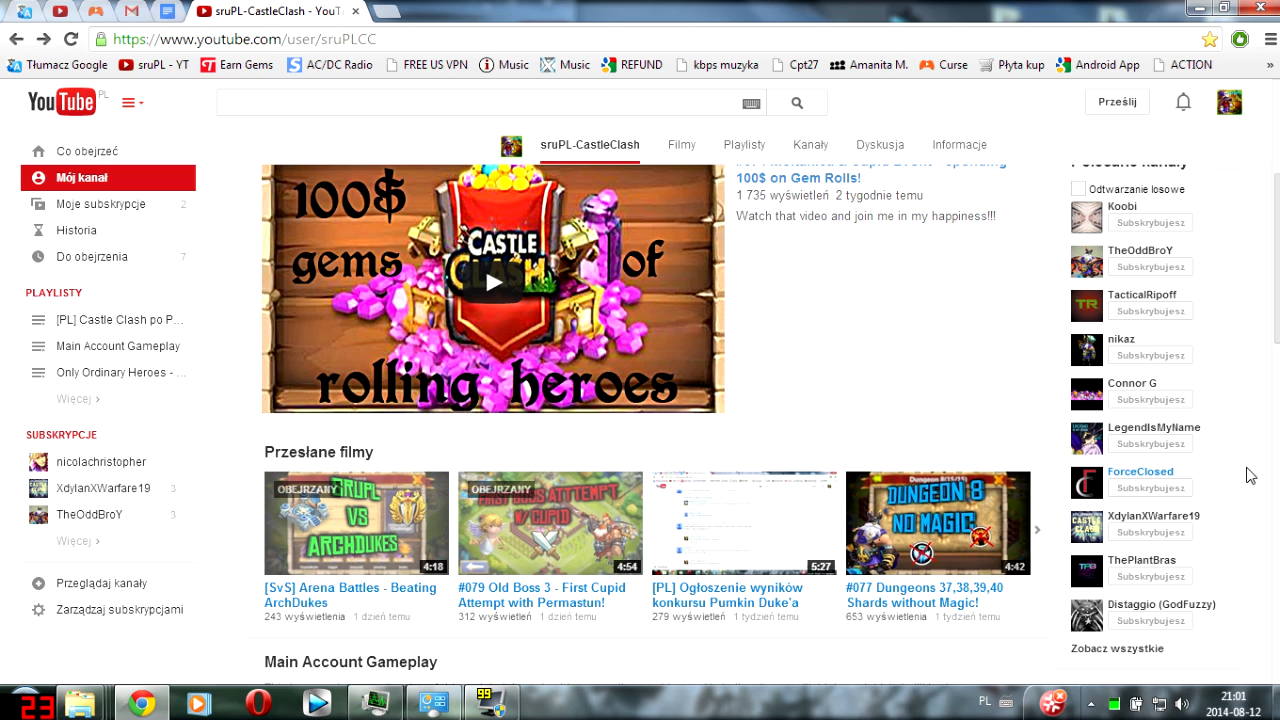 sruPL-CastleClash - YouT
https://www.youtube.com/user/sruPLCC
Tłumacz Google
sruPL - YT
Earn Gems
AC/DC Radio
FREE US VPN
Music
Music
REFUND
kbps muzyka
Cpt27
Amanita M.
Curse
Płyta kup
Android App
ACTION
»
YouTube PL
Prześlij
sruPL-CastleClash
Filmy
Playlisty
Kanały
Dyskusja
Informacje
Co obejrzeć
Mój kanał
Moje subskrypcje 2
Historia
Do obejrzenia 7
PLAYLISTY
[PL] Castle Clash po P...
Main Account Gameplay
Only Ordinary Heroes - ...
Więcej ›
SUBSKRYPCJE
nicolachristopher
XdylanXWarfare19 3
TheOddBroY 3
Więcej ›
Przeglądaj kanały
Zarządzaj subskrypcjami
100$
gems
CASTLE
CLASH
of
rolling heroes
100$ on Gem Rolls!
1 735 wyświetleń 2 tygodnie temu
Watch that video and join me in my happiness!!!
Przesłane filmy
OBEJRZANY
SRUPL
VS
ARCHDUKES
4:18
[SvS] Arena Battles - Beating
ArchDukes
243 wyświetlenia 1 dzień temu
OBEJRZANY
FIRST BOSS ATTTEMPT
W/ CUPID
4:54
#079 Old Boss 3 - First Cupid
Attempt with Permastun!
312 wyświetleń 1 dzień temu
5:27
[PL] Ogłoszenie wyników
konkursu Pumkin Duke'a
279 wyświetleń 1 tydzień temu
DUNGEON 8
NO MAGIC
4:42
#077 Dungeons 37,38,39,40
Shards without Magic!
653 wyświetlenia 1 tydzień temu
Main Account Gameplay
Polecane kanały
Odtwarzanie losowe
Koobi
Subskrybujesz
TheOddBroY
Subskrybujesz
TR
TacticalRipoff
Subskrybujesz
nikaz
Subskrybujesz
Connor G
Subskrybujesz
LegendIsMyName
Subskrybujesz
ForceClosed
Subskrybujesz
XdylanXWarfare19
Subskrybujesz
ThePlantBras
Subskrybujesz
Distaggio (GodFuzzy)
Subskrybujesz
Zobacz wszystkie
23
99
PL
21:01
2014-08-12